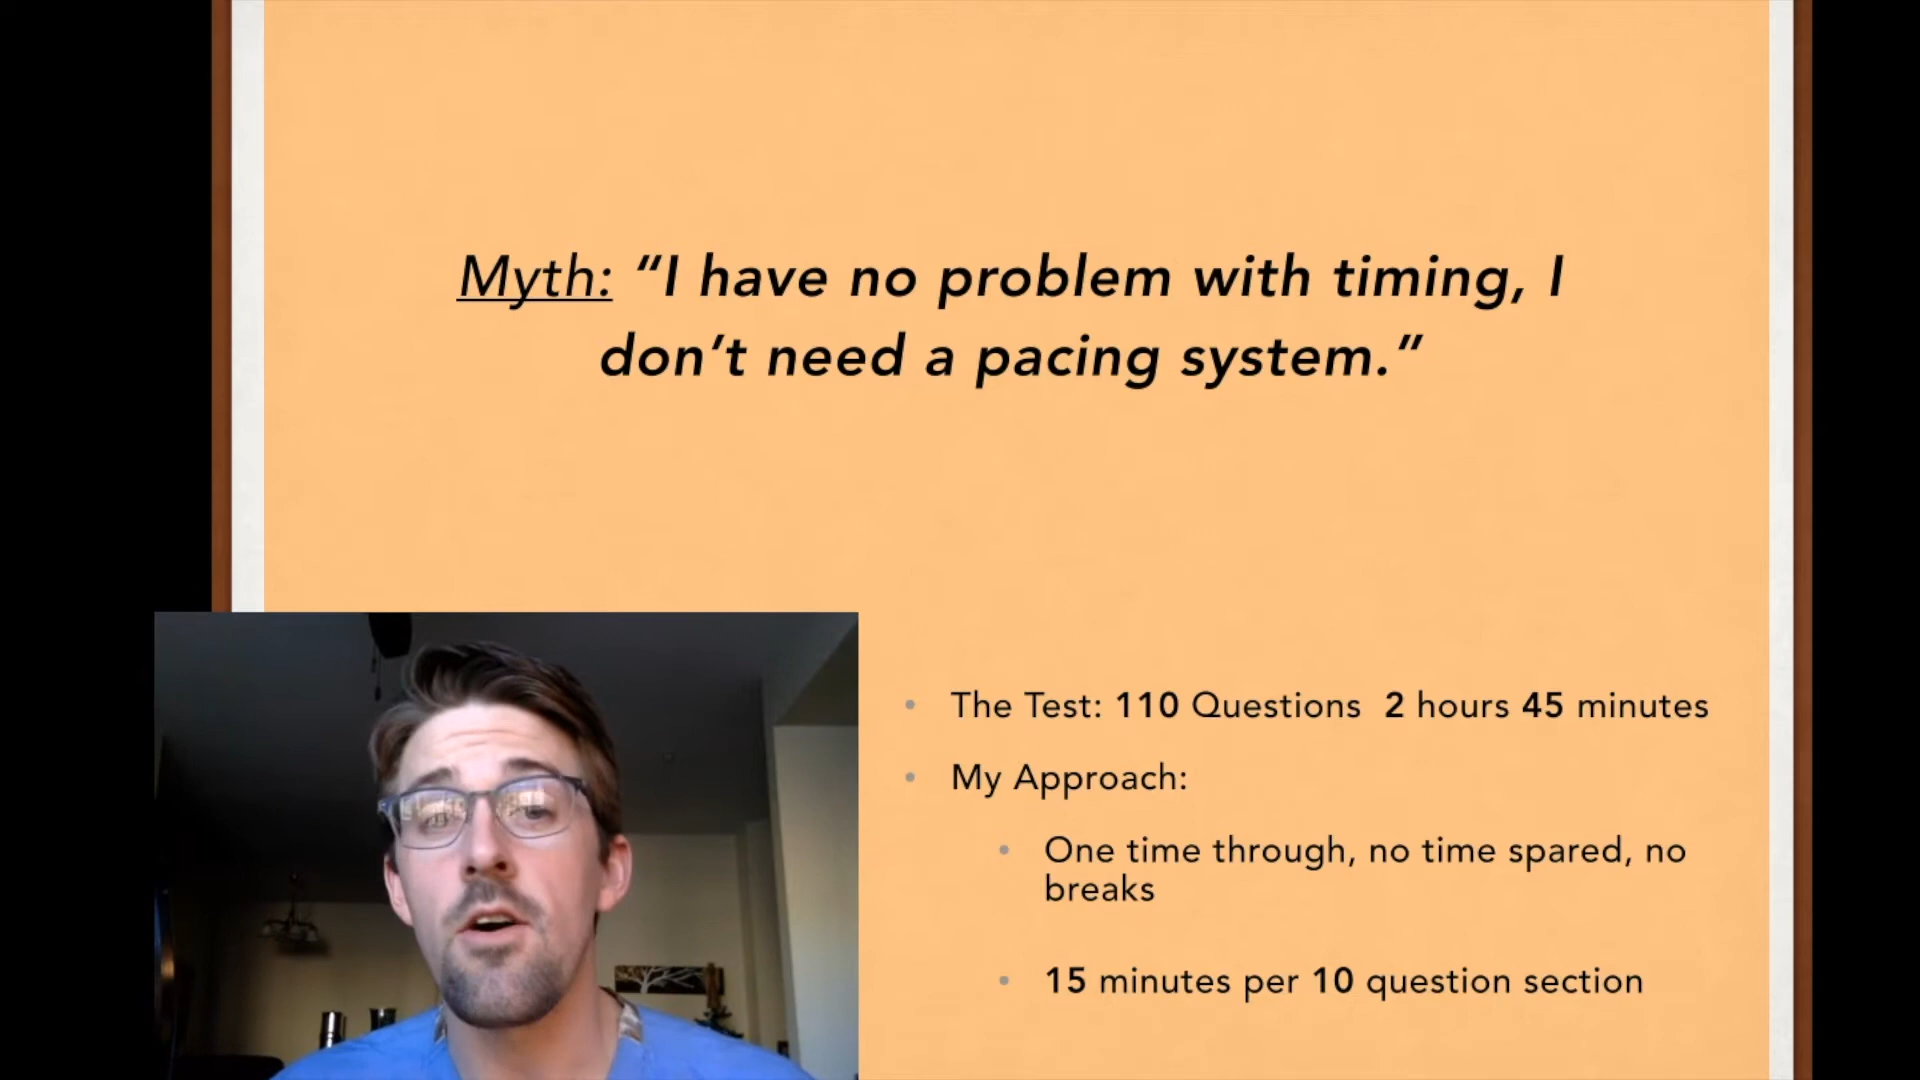 Myth: “I have no problem with timing, I
don’t need a pacing system.”
The Test: 110 Questions 2 hours 45 minutes
My Approach:
One time through, no time spared, no
breaks
15 minutes per 10 question section